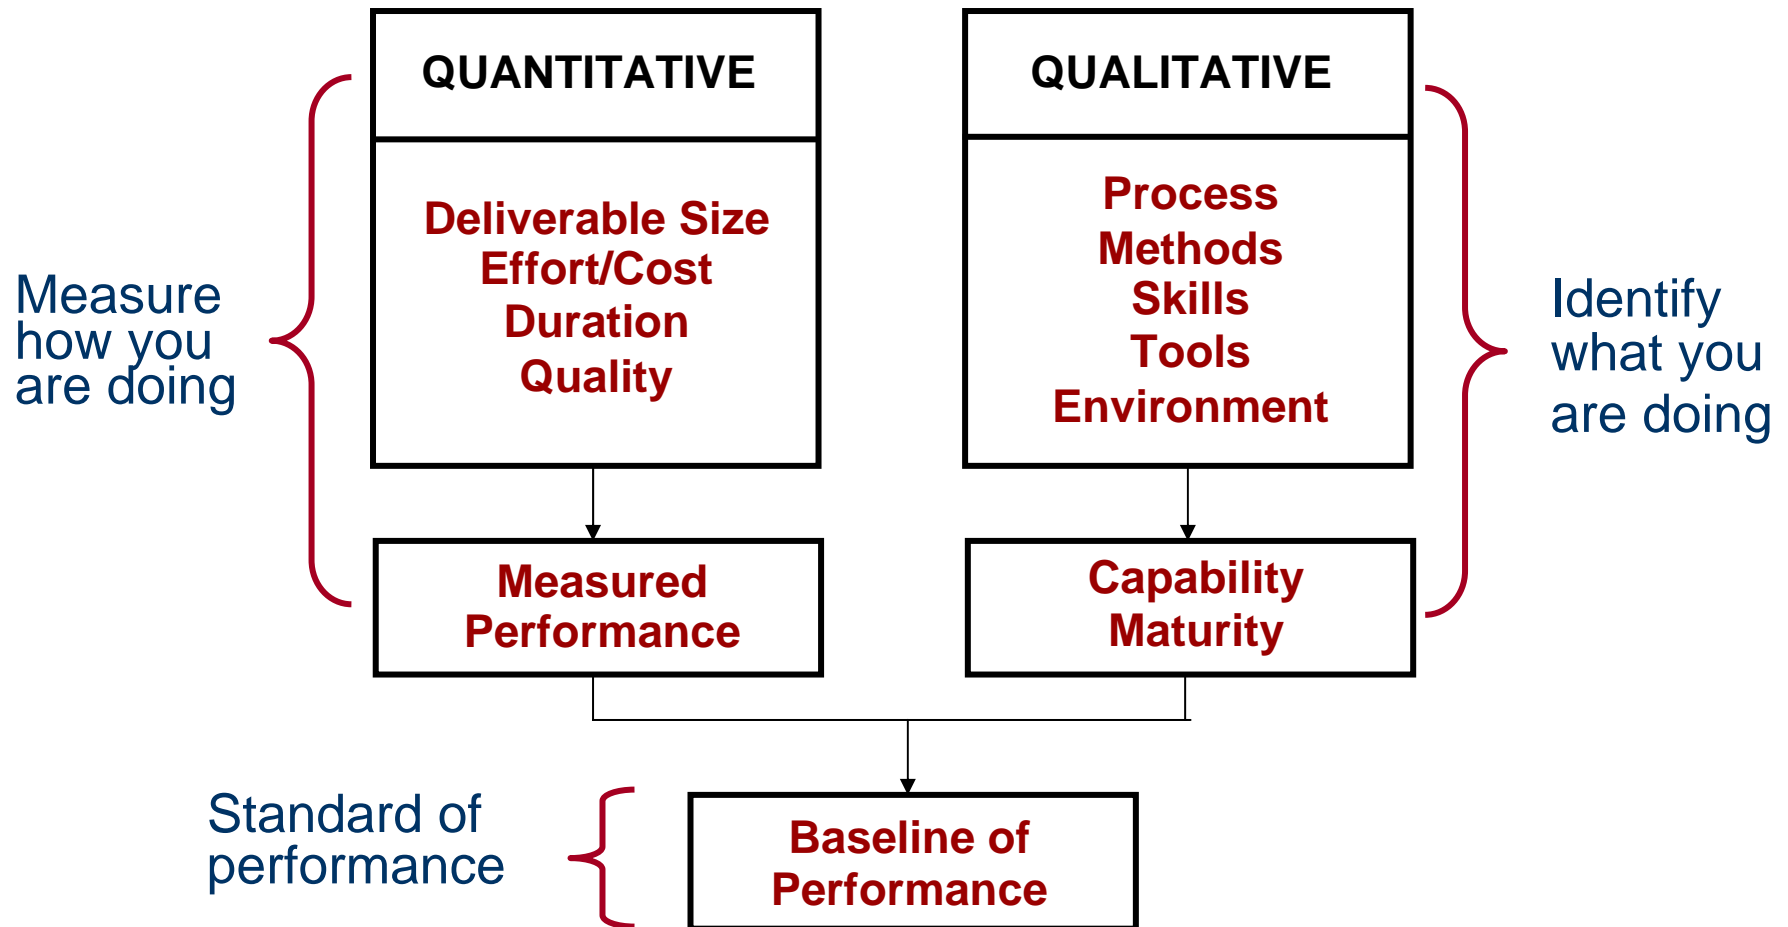 QUANTITATIVE
Deliverable Size
Effort/Cost
Duration
Quality
Measure
how you
are doing
Measured
Performance
QUALITATIVE
Process
Methods
Skills
Tools
Environment
Identify
what you
are doing
Capability
Maturity
Standard of
performance
Baseline of
Performance